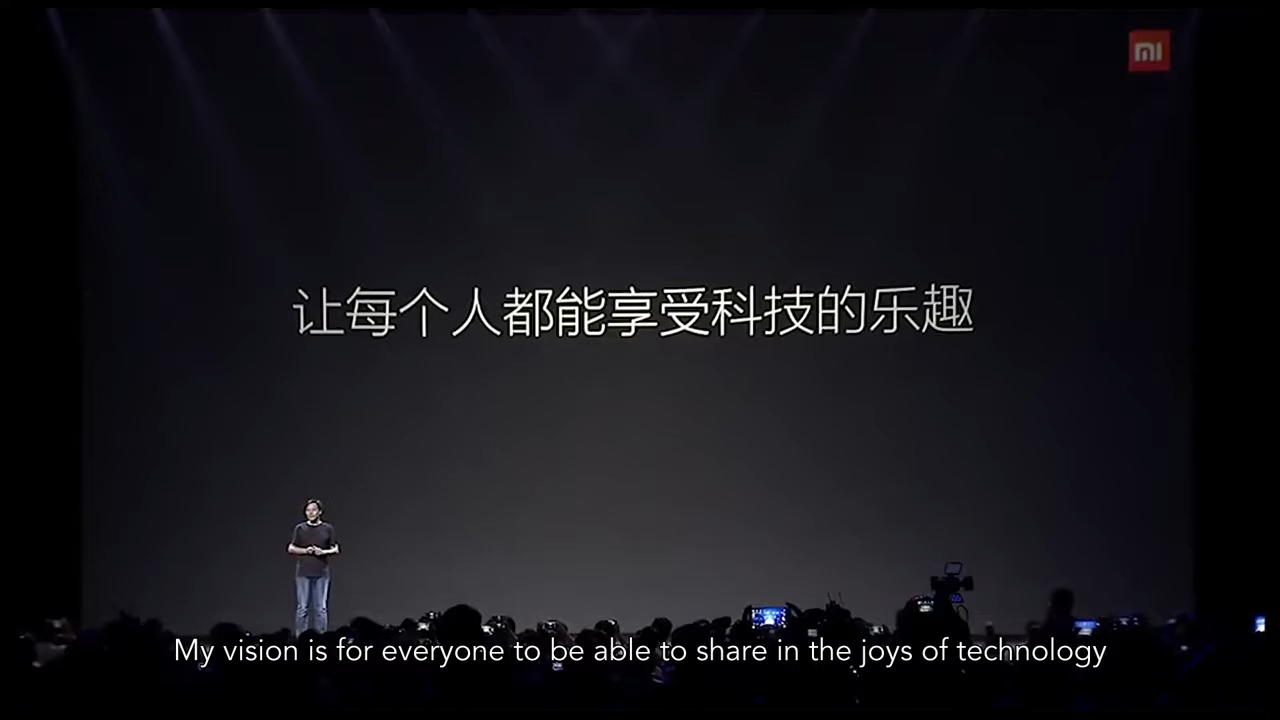 mi
让每个人都能享受科技的乐趣
My vision is for everyone to be able to share in the joys of technology